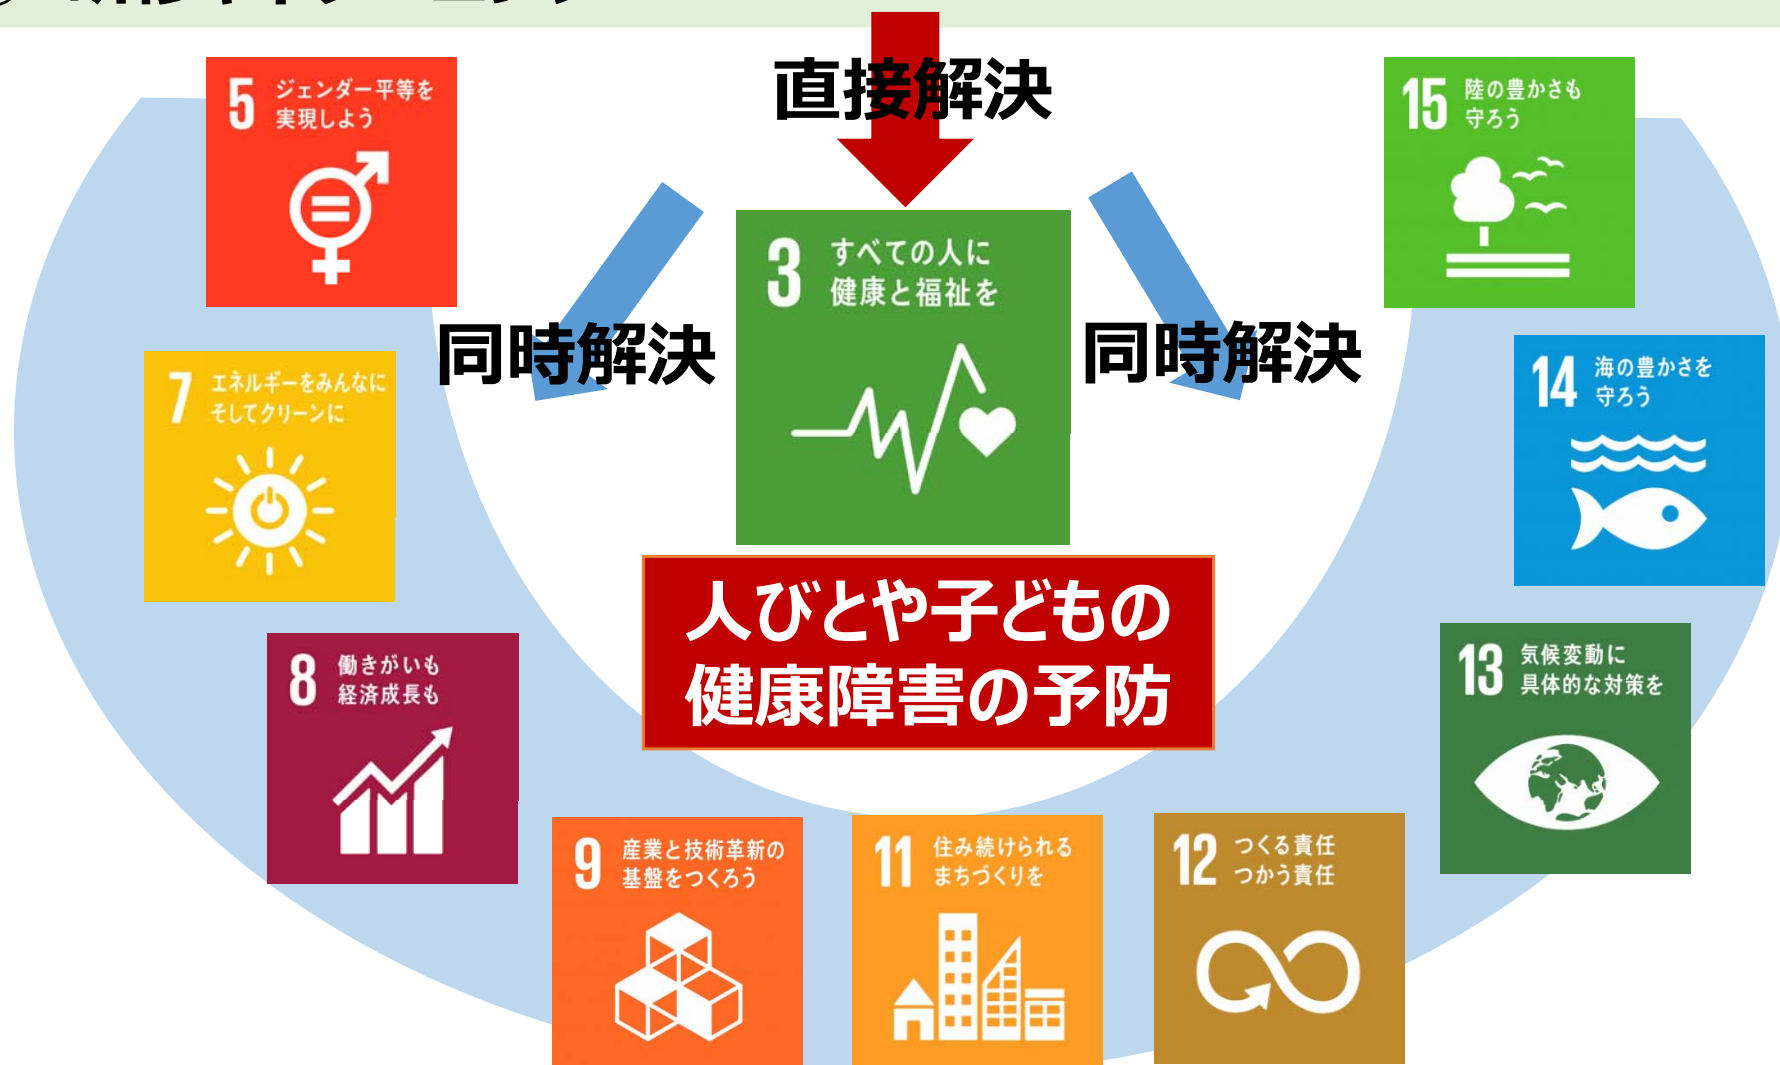 直接解決
5 ジェンダー平等を
実現しよう
15 陸の豊かさも
守ろう
3 すべての人に
健康と福祉を
同時解決
同時解決
7 エネルギーをみんなに
そしてクリーンに
14 海の豊かさを
守ろう
人びとや子どもの
健康障害の予防
8 働きがいも
経済成長も
13 気候変動に
具体的な対策を
9 産業と技術革新の
基盤をつくろう
11 住み続けられる
まちづくりを
12 つくる責任
つかう責任